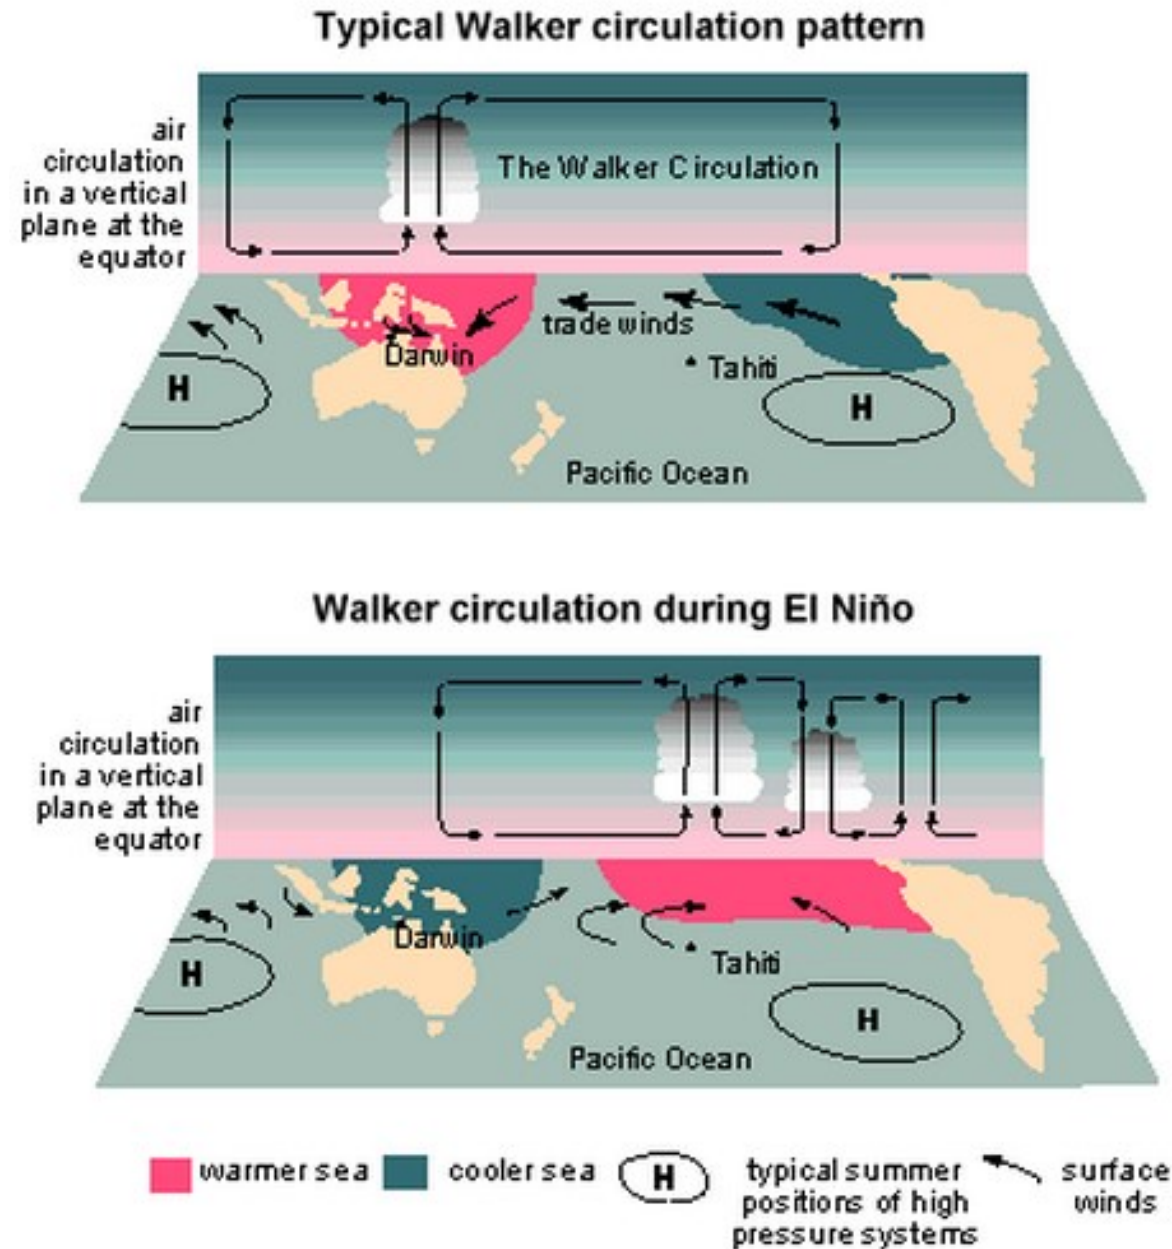 Typical Walker circulation pattern
air
circulation
in a vertical
plane at the
equator
The Walker Circulation
trade winds
Darwin
Tahiti
H
H
Pacific Ocean
Walker circulation during El Niño
air
circulation
in a vertical
plane at the
equator
Darwin
Tahiti
H
H
Pacific Ocean
warmer sea
cooler sea
H
typical summer
positions of high
pressure systems
surface
winds